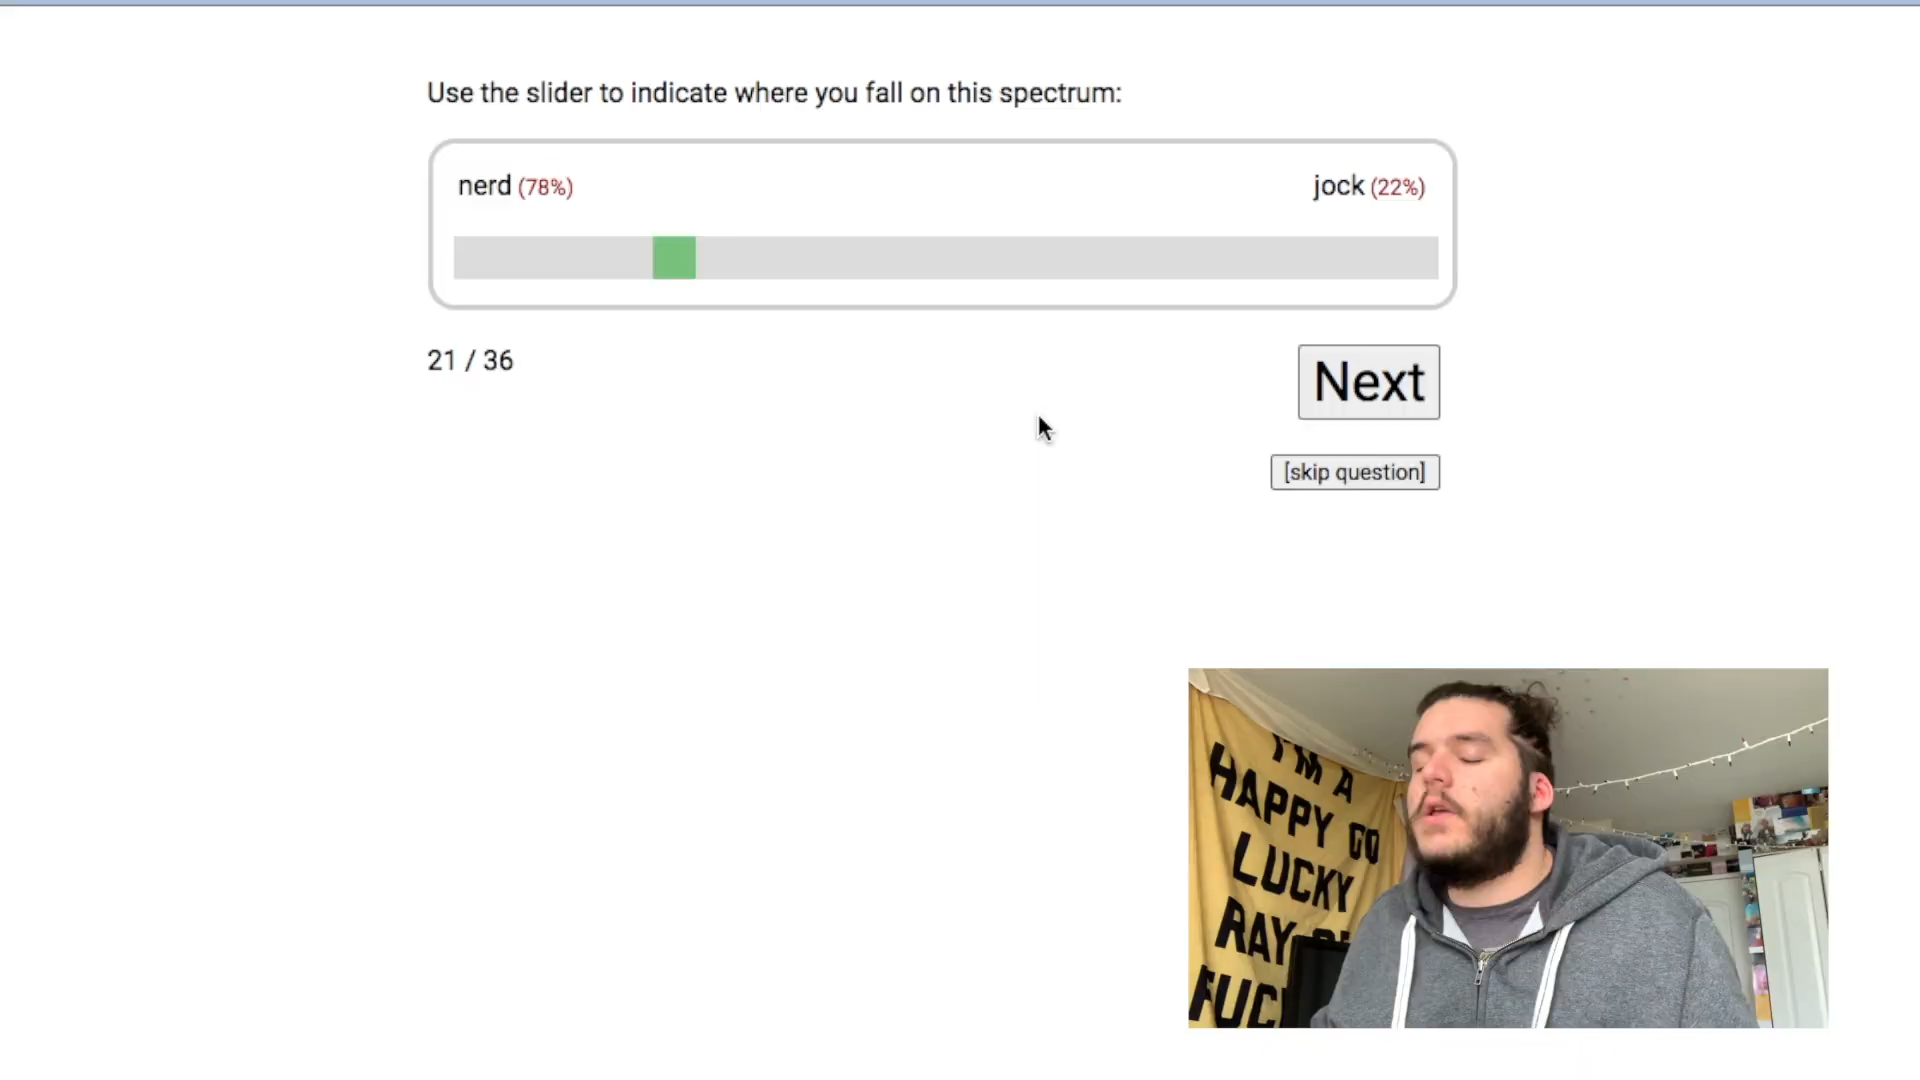 Use the slider to indicate where you fall on this spectrum:
nerd (78%)
jock (22%)
21 / 36
Next
[skip question]
I'M A
HAPPY GO
LUCKY
RAY